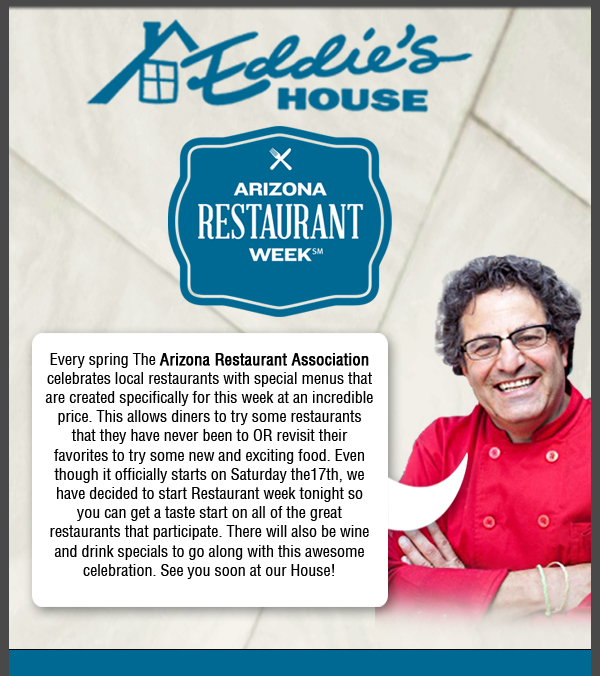 Eddie's
HOUSE
ARIZONA
RESTAURANT
WEEK℠
Every spring The Arizona Restaurant Association
celebrates local restaurants with special menus that
are created specifically for this week at an incredible
price. This allows diners to try some restaurants
that they have never been to OR revisit their
favorites to try some new and exciting food. Even
though it officially starts on Saturday the17th, we
have decided to start Restaurant week tonight so
you can get a taste start on all of the great
restaurants that participate. There will also be wine
and drink specials to go along with this awesome
celebration. See you soon at our House!